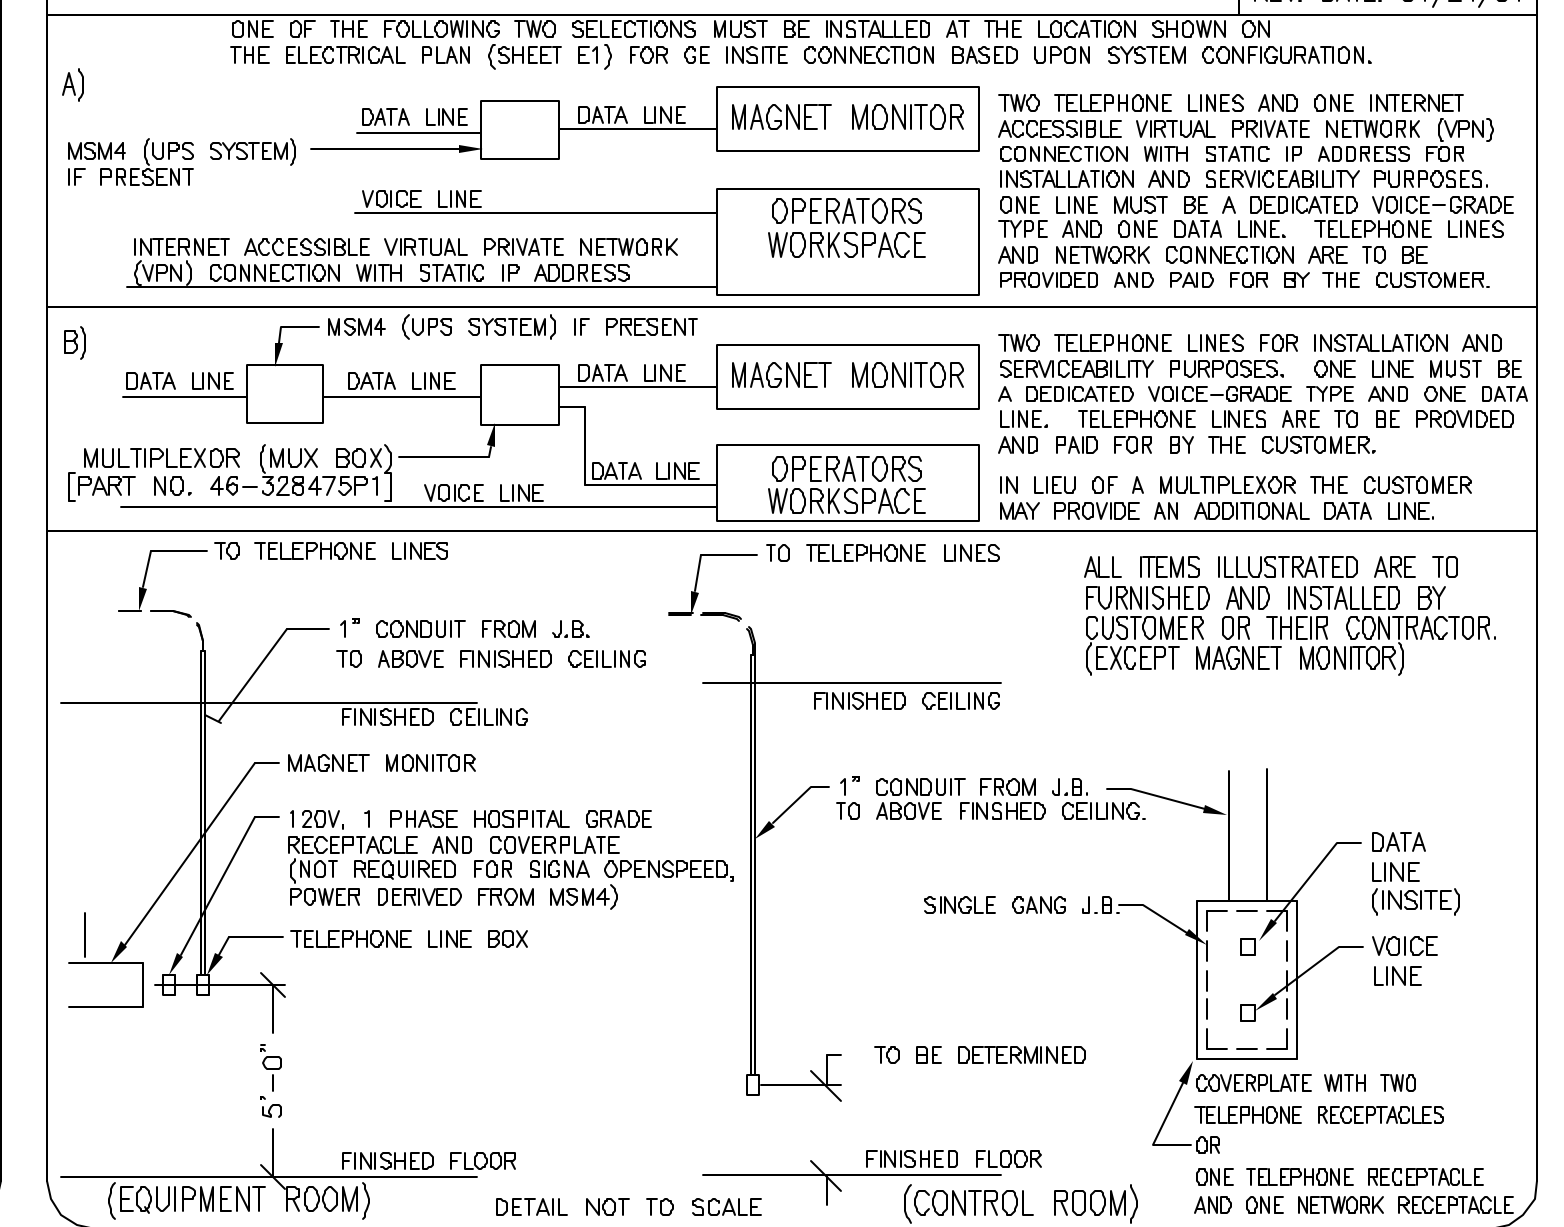 ONE OF THE FOLLOWING TWO SELECTIONS MUST BE INSTALLED AT THE LOCATION SHOWN ON
THE ELECTRICAL PLAN (SHEET E1) FOR GE INSITE CONNECTION BASED UPON SYSTEM CONFIGURATION.
A)
DATA LINE
DATA LINE
MAGNET MONITOR
MSM4 (UPS SYSTEM)
IF PRESENT
VOICE LINE
OPERATORS
WORKSPACE
INTERNET ACCESSIBLE VIRTUAL PRIVATE NETWORK
(VPN) CONNECTION WITH STATIC IP ADDRESS
TWO TELEPHONE LINES AND ONE INTERNET
ACCESSIBLE VIRTUAL PRIVATE NETWORK (VPN)
CONNECTION WITH STATIC IP ADDRESS FOR
INSTALLATION AND SERVICEABILITY PURPOSES.
ONE LINE MUST BE A DEDICATED VOICE-GRADE
TYPE AND ONE DATA LINE. TELEPHONE LINES
AND NETWORK CONNECTION ARE TO BE
PROVIDED AND PAID FOR BY THE CUSTOMER.
B)
MSM4 (UPS SYSTEM) IF PRESENT
DATA LINE
DATA LINE
DATA LINE
MAGNET MONITOR
MULTIPLEXOR (MUX BOX)
[PART NO. 46-328475P1]
VOICE LINE
DATA LINE
OPERATORS
WORKSPACE
TWO TELEPHONE LINES FOR INSTALLATION AND
SERVICEABILITY PURPOSES. ONE LINE MUST BE
A DEDICATED VOICE-GRADE TYPE AND ONE DATA
LINE. TELEPHONE LINES ARE TO BE PROVIDED
AND PAID FOR BY THE CUSTOMER.
IN LIEU OF A MULTIPLEXOR THE CUSTOMER
MAY PROVIDE AN ADDITIONAL DATA LINE.
TO TELEPHONE LINES
1" CONDUIT FROM J.B.
TO ABOVE FINISHED CEILING
FINISHED CEILING
MAGNET MONITOR
120V, 1 PHASE HOSPITAL GRADE
RECEPTACLE AND COVERPLATE
(NOT REQUIRED FOR SIGNA OPENSPEED,
POWER DERIVED FROM MSM4)
TELEPHONE LINE BOX
5'-0"
FINISHED FLOOR
(EQUIPMENT ROOM)
DETAIL NOT TO SCALE
TO TELEPHONE LINES
FINISHED CEILING
1" CONDUIT FROM J.B.
TO ABOVE FINSHED CEILING.
TO BE DETERMINED
FINISHED FLOOR
(CONTROL ROOM)
ALL ITEMS ILLUSTRATED ARE TO
FURNISHED AND INSTALLED BY
CUSTOMER OR THEIR CONTRACTOR.
(EXCEPT MAGNET MONITOR)
SINGLE GANG J.B.
DATA
LINE
(INSITE)
VOICE
LINE
COVERPLATE WITH TWO
TELEPHONE RECEPTACLES
OR
ONE TELEPHONE RECEPTACLE
AND ONE NETWORK RECEPTACLE